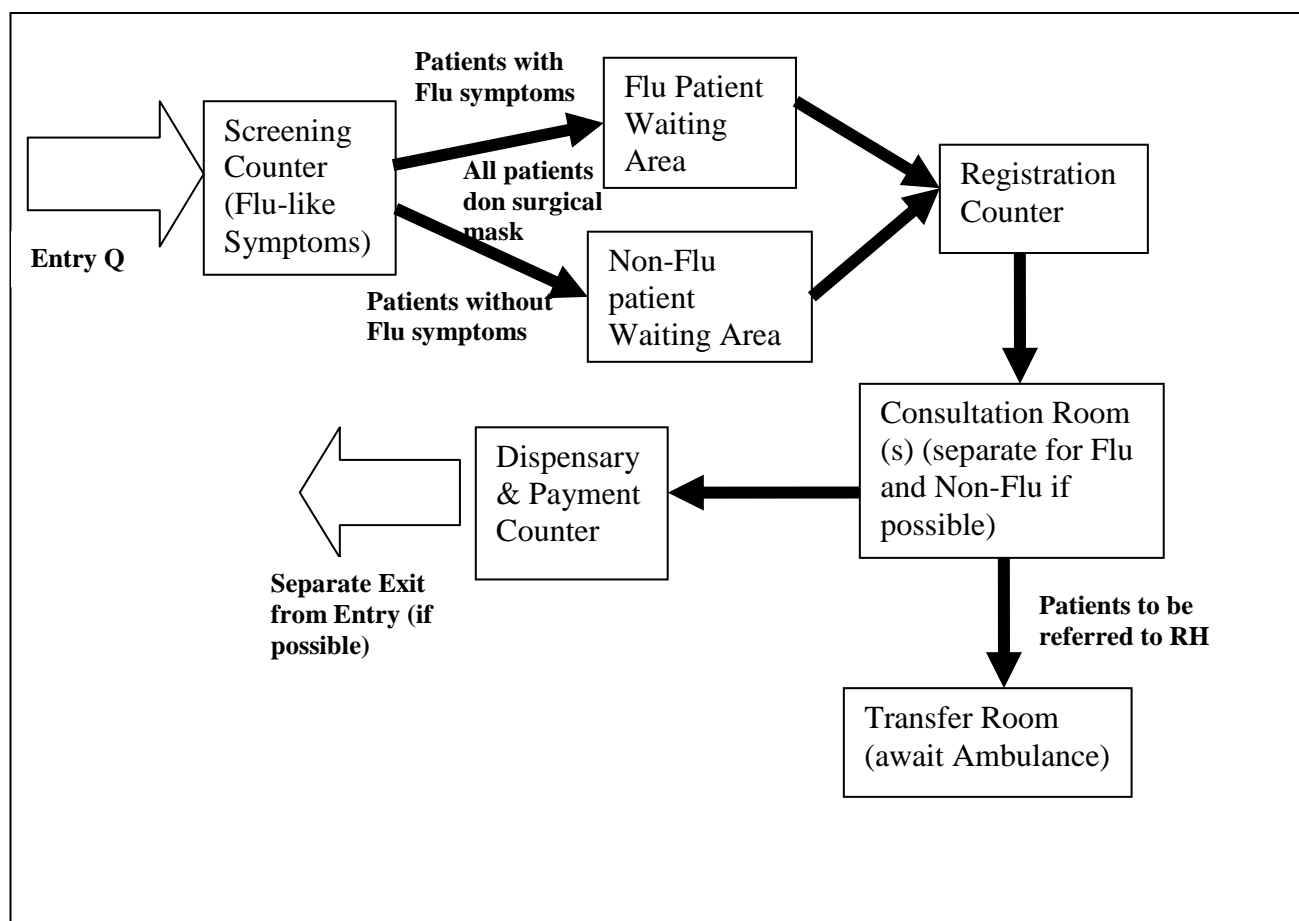 Entry Q
Screening
Counter
(Flu-like
Symptoms)
Patients with
Flu symptoms
All patients
don surgical
mask
Patients without
Flu symptoms
Flu Patient
Waiting
Area
Non-Flu
patient
Waiting Area
Registration
Counter
Consultation Room
(s) (separate for Flu
and Non-Flu if
possible)
Dispensary
& Payment
Counter
Separate Exit
from Entry (if
possible)
Patients to be
referred to RH
Transfer Room
(await Ambulance)